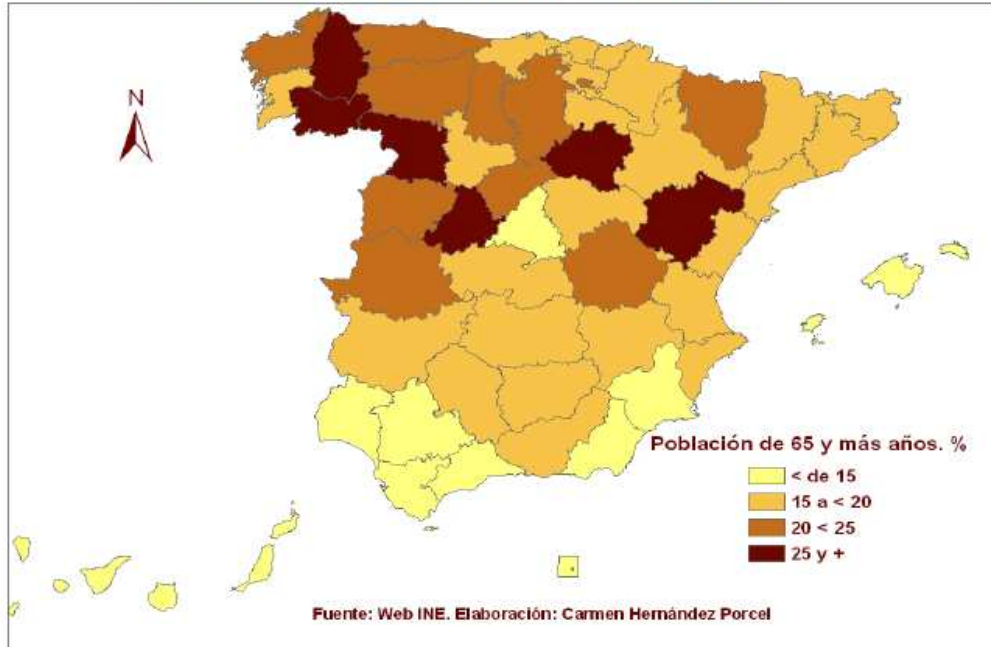 N
Población de 65 y más años. %
< de 15
15 a < 20
20 < 25
25 y +
Fuente: Web INE. Elaboración: Carmen Hernández Porcel